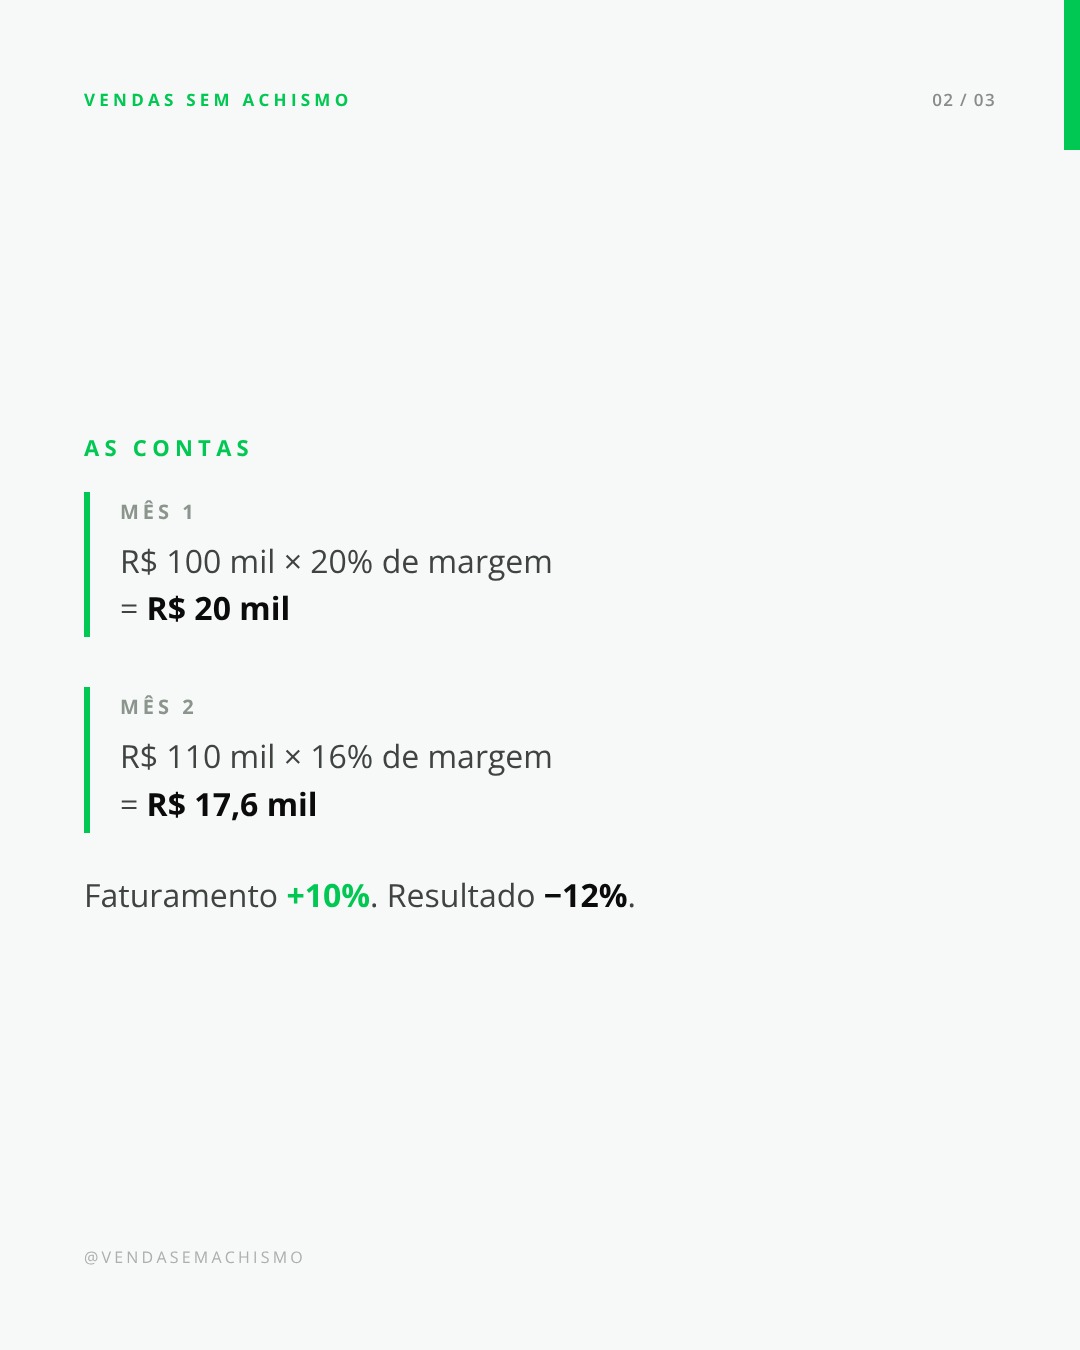 VENDAS SEM ACHISMO
02 / 03
AS CONTAS
MÊS 1
R$ 100 mil × 20% de margem
= R$ 20 mil
MÊS 2
R$ 110 mil × 16% de margem
= R$ 17,6 mil
Faturamento +10%. Resultado −12%.
@VENDASEMACHISMO